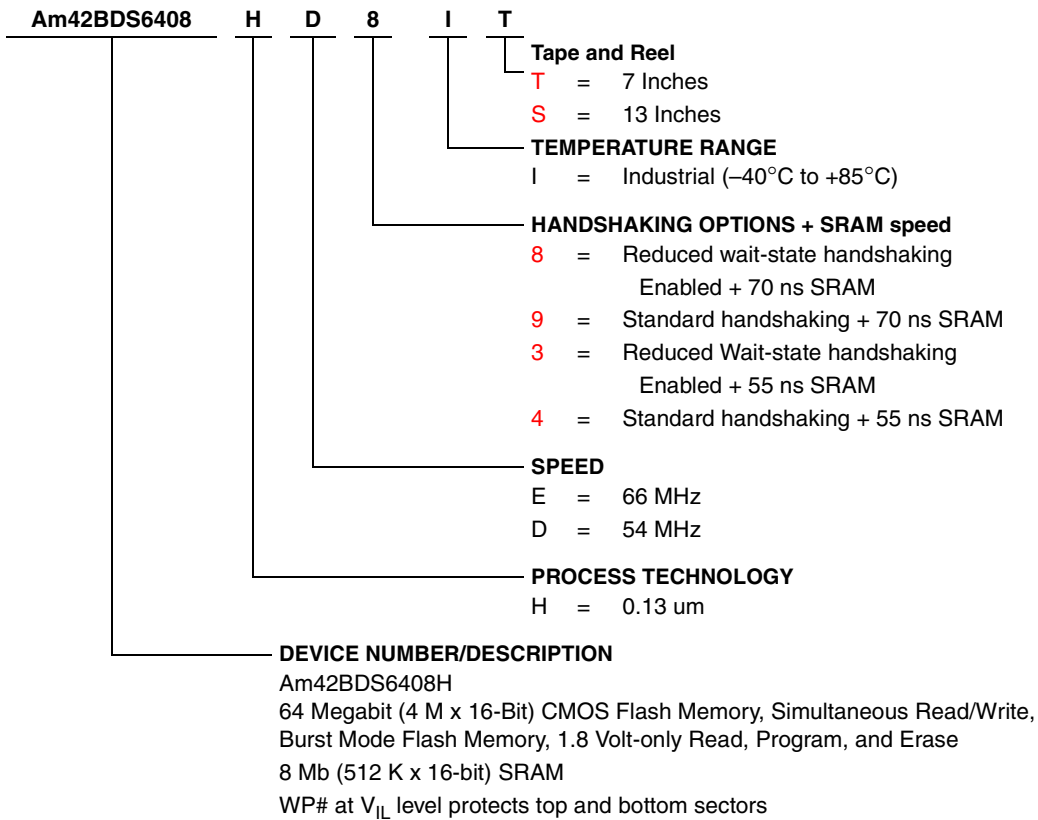 Am42BDS6408 H D 8 I T
Tape and Reel
T = 7 Inches
S = 13 Inches
TEMPERATURE RANGE
I = Industrial (–40°C to +85°C)
HANDSHAKING OPTIONS + SRAM speed
8 = Reduced wait-state handshaking
Enabled + 70 ns SRAM
9 = Standard handshaking + 70 ns SRAM
3 = Reduced Wait-state handshaking
Enabled + 55 ns SRAM
4 = Standard handshaking + 55 ns SRAM
SPEED
E = 66 MHz
D = 54 MHz
PROCESS TECHNOLOGY
H = 0.13 um
DEVICE NUMBER/DESCRIPTION
Am42BDS6408H
64 Megabit (4 M x 16-Bit) CMOS Flash Memory, Simultaneous Read/Write,
Burst Mode Flash Memory, 1.8 Volt-only Read, Program, and Erase
8 Mb (512 K x 16-bit) SRAM
WP# at VIL level protects top and bottom sectors